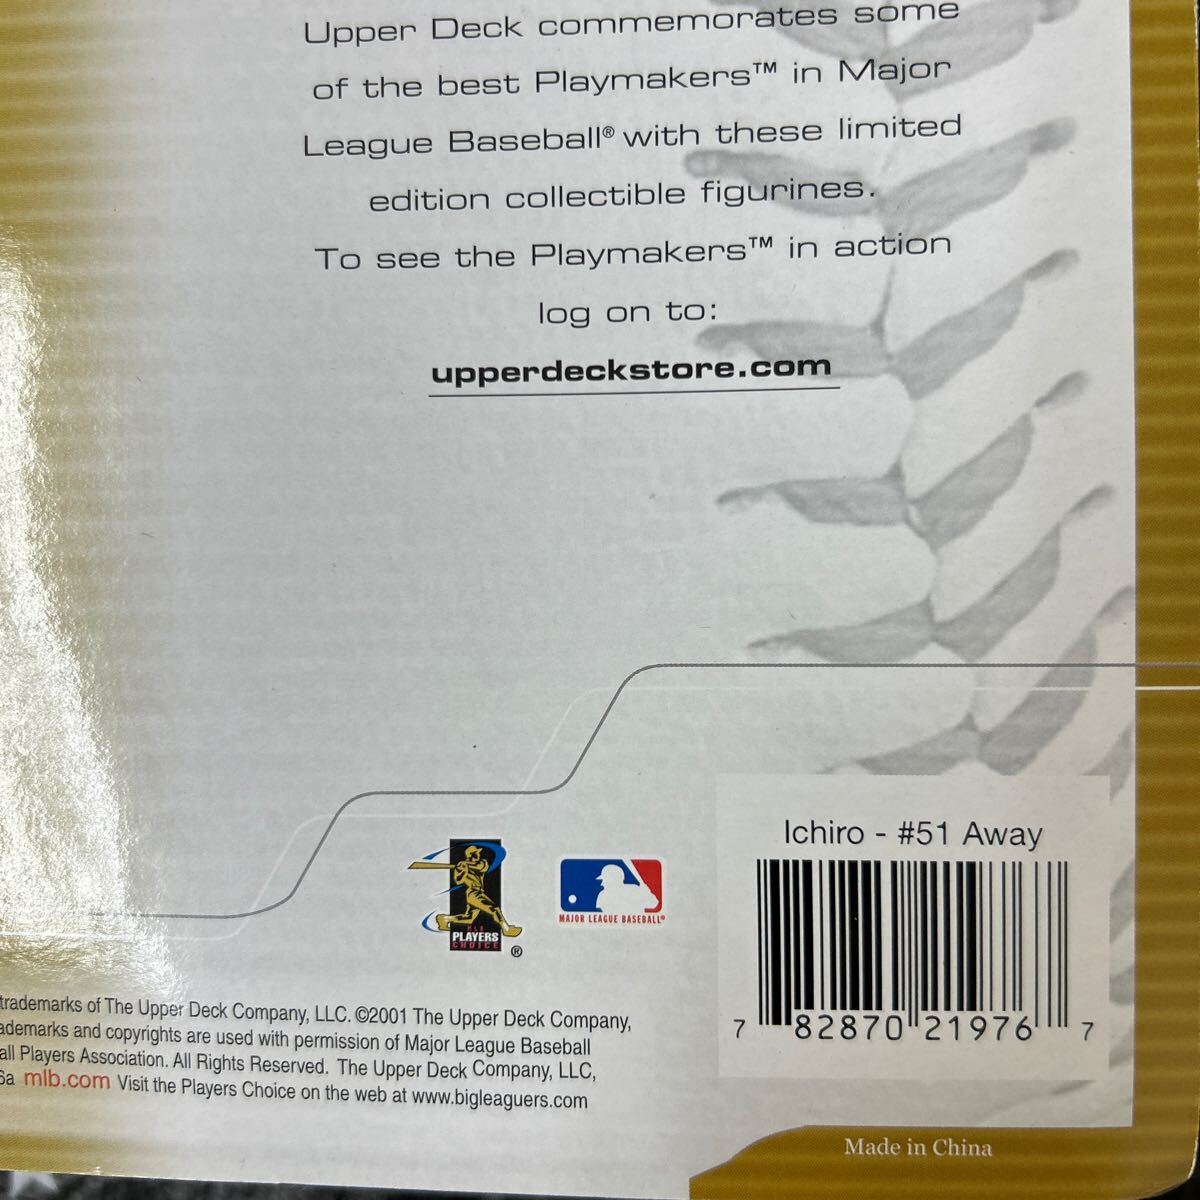 Upper Deck commemorates some
of the best Playmakers™ in Major
League Baseball® with these limited
edition collectible figurines.
To see the Playmakers™ in action
log on to:
upperdeckstore.com
MLB
PLAYERS
CHOICE
®
MAJOR LEAGUE BASEBALL®
Ichiro - #51 Away
7 82870 21976 7
trademarks of The Upper Deck Company, LLC. ©2001 The Upper Deck Company,
and copyrights are used with permission of Major League Baseball
Players Association. All Rights Reserved. The Upper Deck Company, LLC,
mlb.com Visit the Players Choice on the web at www.bigleaguers.com
Made in China